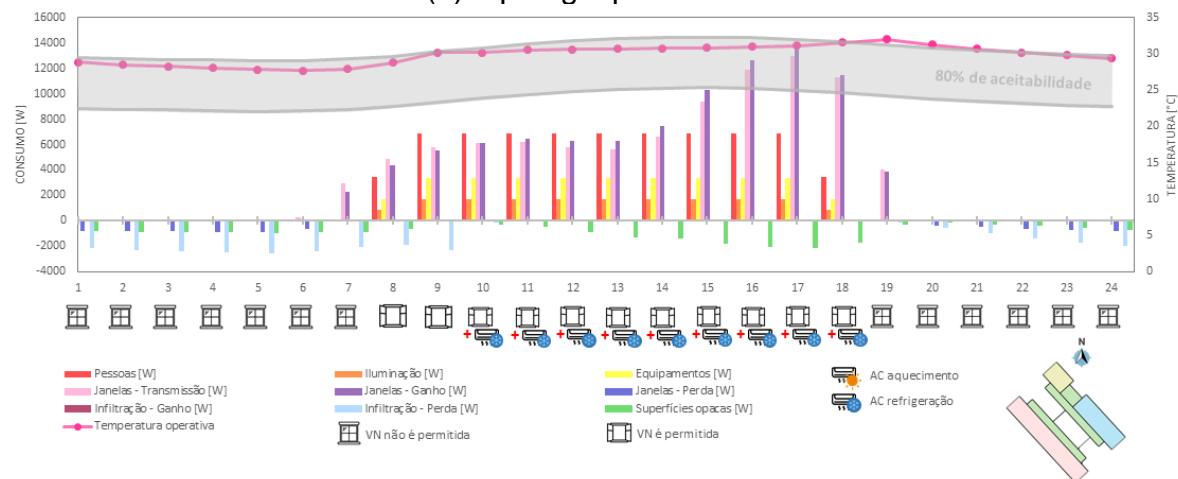 16000
14000
12000
10000
8000
6000
4000
2000
0
-2000
-4000
CONSUMO [W]
35
30
25
20
15
10
5
0
TEMPERATURA [°C]
80% de aceitabilidade
1 2 3 4 5 6 7 8 9 10 11 12 13 14 15 16 17 18 19 20 21 22 23 24
+ + + + + + + + +
Pessoas [W] Iluminação [W] Equipamentos [W] AC aquecimento
Janelas - Transmissão [W] Janelas - Ganho [W] Janelas - Perda [W]
Infiltração - Ganho [W] Infiltração - Perda [W] Superfícies opacas [W] AC refrigeração
Temperatura operativa VN não é permitida VN é permitida
N